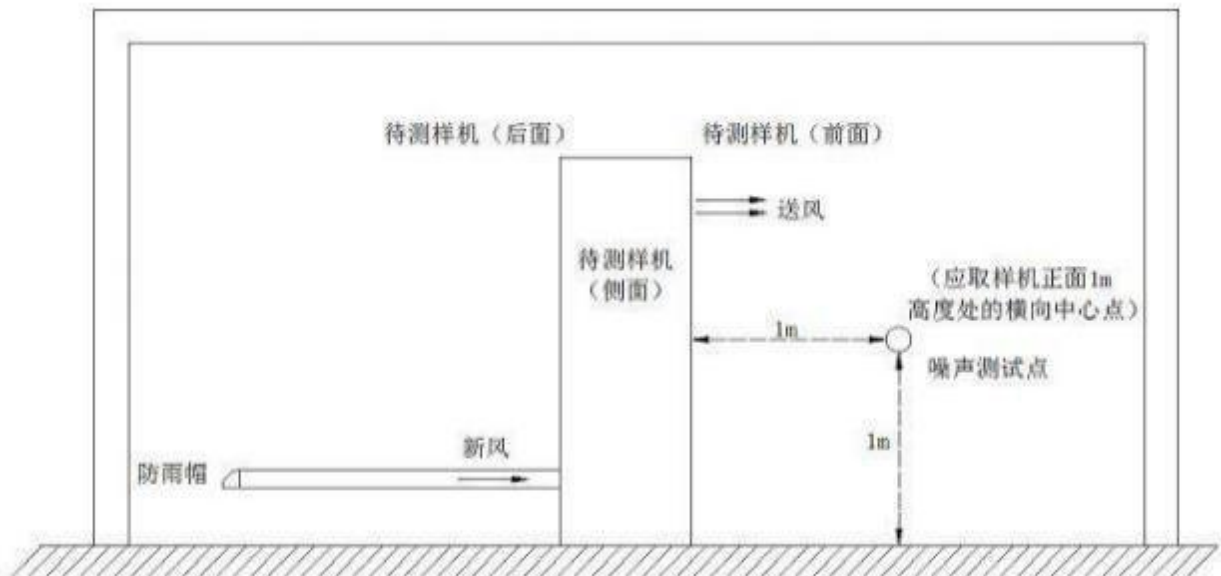 待测样机（后面）
待测样机（前面）
送风
待测样机
（侧面）
（应取样机正面1m
高度处的横向中心点）
1m
噪声测试点
1m
新风
防雨帽